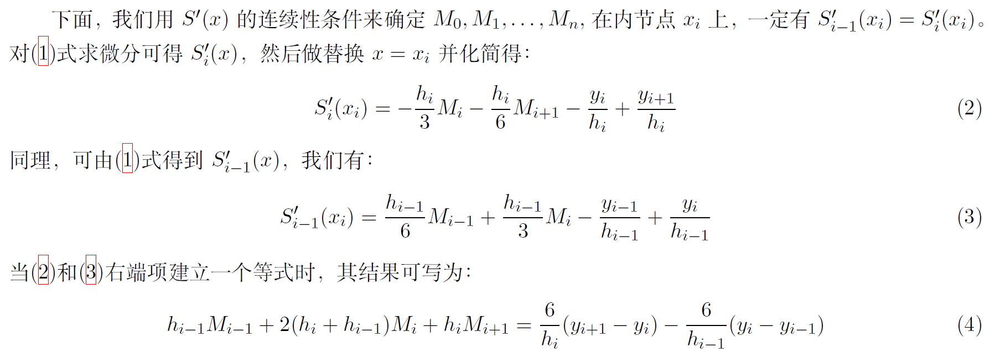 下面，我们用 $S'(x)$ 的连续性条件来确定 $M_0, M_1, \ldots, M_n$, 在内节点 $x_i$ 上，一定有 $S'_{i-1}(x_i) = S'_i(x_i)$。
对(1)式求微分可得 $S'_i(x)$，然后做替换 $x = x_i$ 并化简得：
$S'_i(x_i) = -\frac{h_i}{3}M_i - \frac{h_i}{6}M_{i+1} - \frac{y_i}{h_i} + \frac{y_{i+1}}{h_i}$ (2)
同理，可由(1)式得到 $S'_{i-1}(x)$，我们有：
$S'_{i-1}(x_i) = \frac{h_{i-1}}{6}M_{i-1} + \frac{h_{i-1}}{3}M_i - \frac{y_{i-1}}{h_{i-1}} + \frac{y_i}{h_{i-1}}$ (3)
当(2)和(3)右端项建立一个等式时，其结果可写为：
$h_{i-1}M_{i-1} + 2(h_i + h_{i-1})M_i + h_iM_{i+1} = \frac{6}{h_i}(y_{i+1} - y_i) - \frac{6}{h_{i-1}}(y_i - y_{i-1})$ (4)